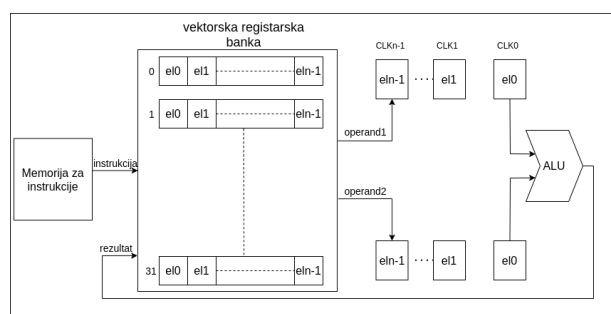 vektorska registarska
banka
CLKn-1 CLK1 CLK0
0 el0 el1 eln-1
1 el0 el1 eln-1
eln-1 el1 el0
operand1
Memorija za
instrukcije
instrukcija
ALU
operand2
rezultat
31 el0 el1 eln-1
eln-1 el1 el0